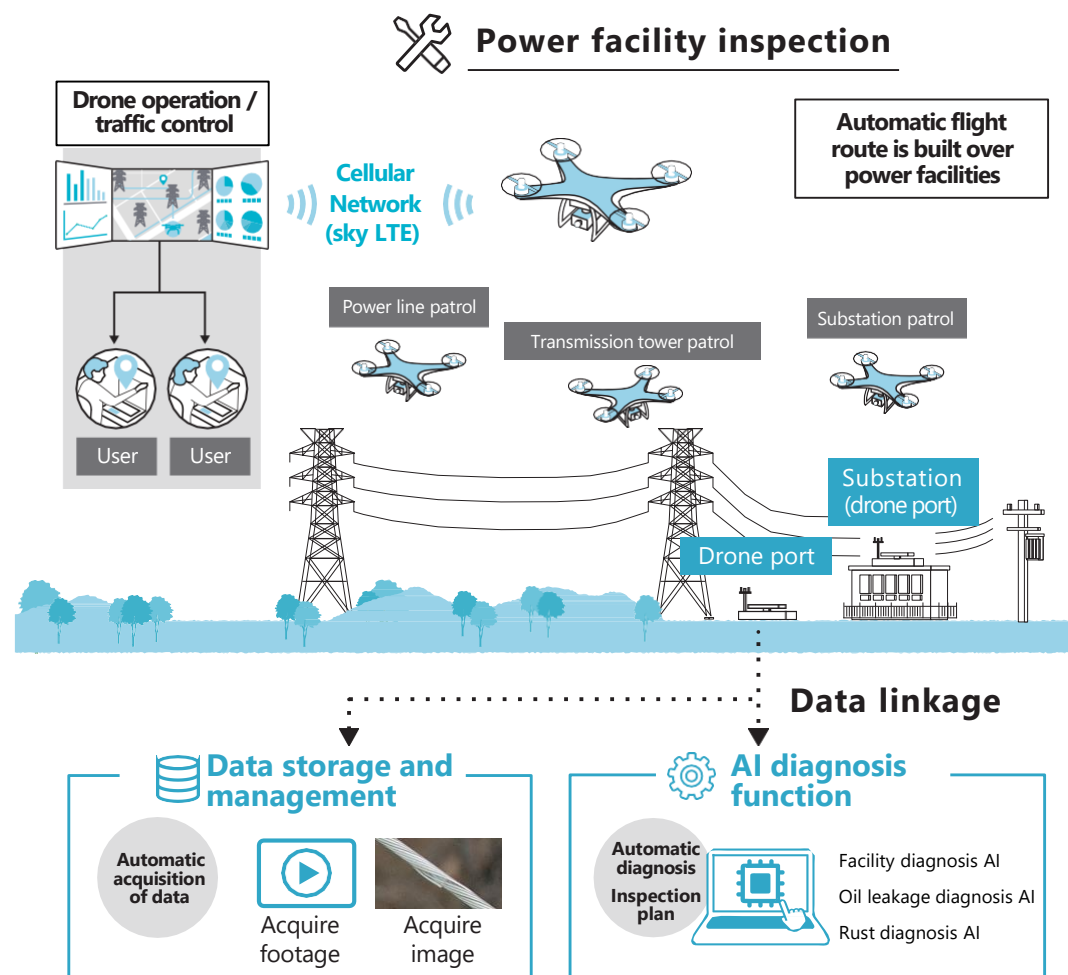 Power facility inspection
Drone operation /
traffic control
Automatic flight
route is built over
power facilities
Cellular
Network
(sky LTE)
Power line patrol
Transmission tower patrol
Substation patrol
User
User
Substation
(drone port)
Drone port
Data linkage
Data storage and
management
Automatic
acquisition
of data
Acquire
footage
Acquire
image
AI diagnosis
function
Automatic
diagnosis
Inspection
plan
Facility diagnosis AI
Oil leakage diagnosis AI
Rust diagnosis AI